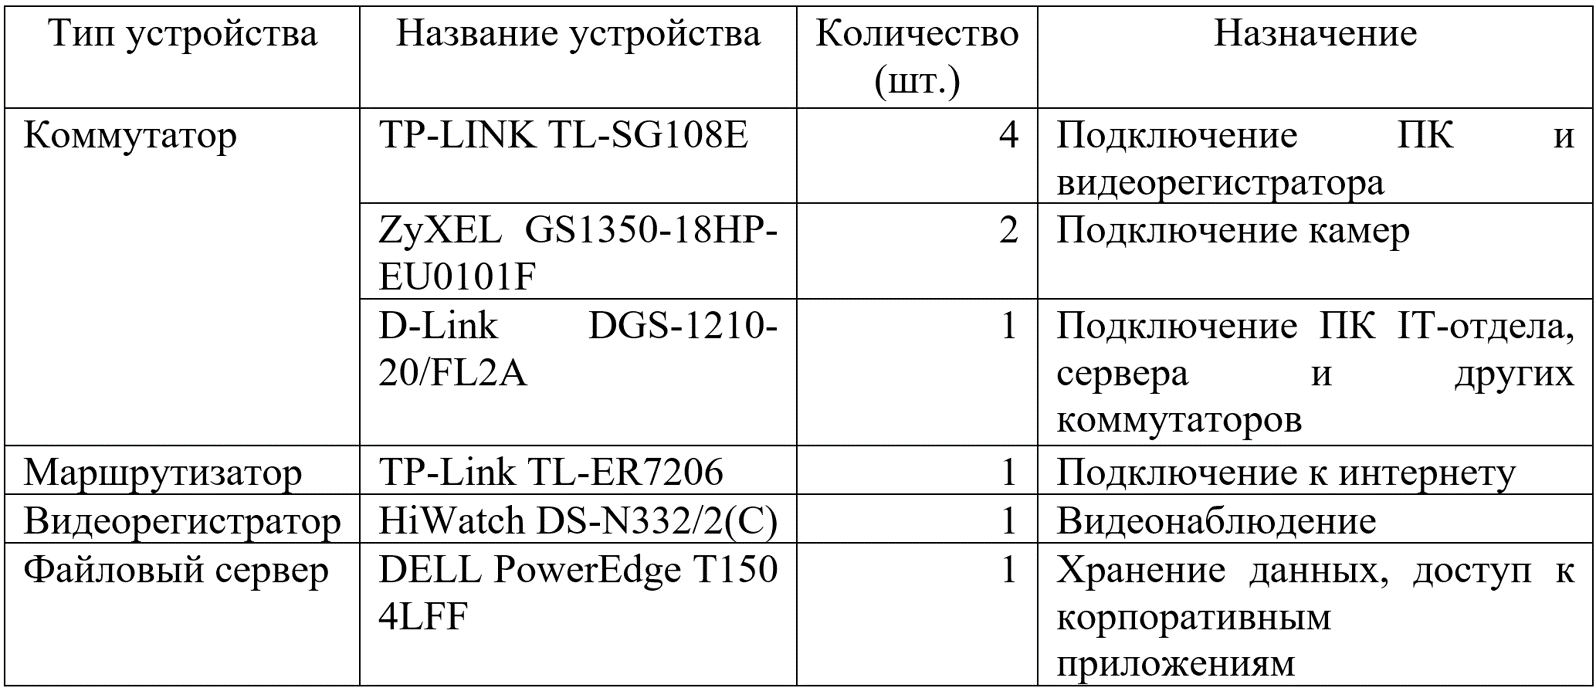 Тип устройства
Название устройства
Количество
(шт.)
Назначение
Коммутатор
TP-LINK TL-SG108E
4
Подключение ПК и
видеорегистратора
ZyXEL GS1350-18HP-
EU0101F
2
Подключение камер
D-Link DGS-1210-
20/FL2A
1
Подключение ПК IT-отдела,
сервера и других
коммутаторов
Маршрутизатор
TP-Link TL-ER7206
1
Подключение к интернету
Видеорегистратор
HiWatch DS-N332/2(C)
1
Видеонаблюдение
Файловый сервер
DELL PowerEdge T150
4LFF
1
Хранение данных, доступ к
корпоративным
приложениям